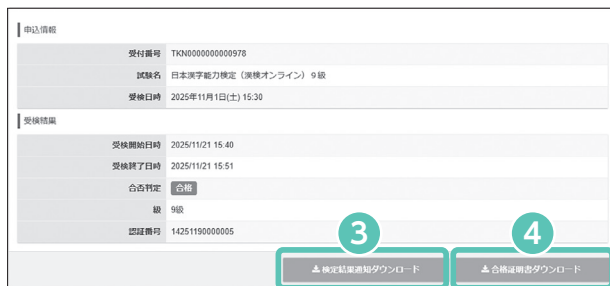 申込情報
受付番号 TKN0000000000978
試験名 日本漢字能力検定（漢検オンライン）９級
受検日時 2025年11月1日(土) 15:30
受検結果
受検開始日時 2025/11/21 15:40
受検終了日時 2025/11/21 15:51
合否判定 合格
級 9級
認証番号 14251190000005
3 4
検定結果通知ダウンロード 合格証明書ダウンロード